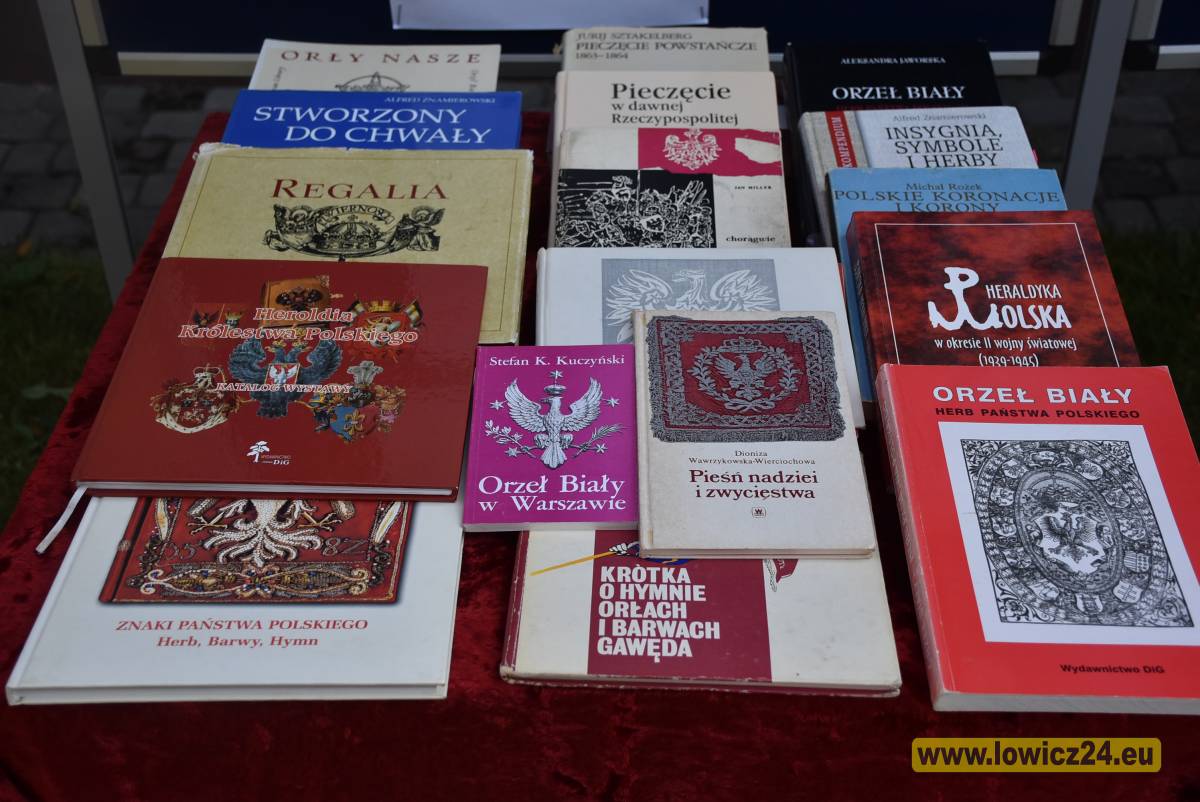 ORŁY NASZE
ALFRED ZNAMIEROWSKI
STWORZONY
DO CHWAŁY
REGALIA
Heroldia
Królestwa Polskiego
KATALOG WYSTAWY
WYDAWNICTWO
DiG
ZNAKI PAŃSTWA POLSKIEGO
Herb, Barwy, Hymn
JURIJ SZTAKELBERG
PIECZĘCIE POWSTAŃCZE
1863-1864
Pieczęcie
w dawnej
Rzeczypospolitej
JAN MILLER
chorągwie
Stefan K. Kuczyński
Orzeł Biały
w Warszawie
Dioniza
Wawrzykowska-Wierciochowa
Pieśń nadziei
i zwycięstwa
KRÓTKA
O HYMNIE
ORŁACH
I BARWACH
GAWĘDA
ALEKSANDRA JAWORSKA
ORZEŁ BIAŁY
KOMPENDIUM
Alfred Znamierowski
INSYGNIA,
SYMBOLE
I HERBY
Michał Rożek
POLSKIE KORONACJE
I KORONY
HERALDYKA
POLSKA
w okresie II wojny światowej
(1939-1945)
ORZEŁ BIAŁY
HERB PAŃSTWA POLSKIEGO
Wydawnictwo DiG
www.lowicz24.eu